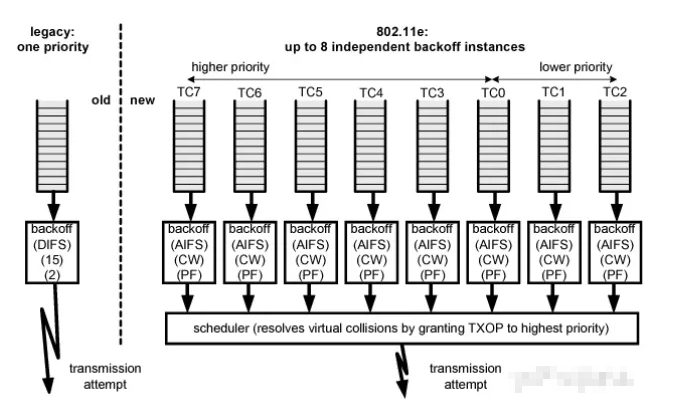 legacy:
one priority
802.11e:
up to 8 independent backoff instances
higher priority
lower priority
old
new
TC7
TC6
TC5
TC4
TC3
TC0
TC1
TC2
backoff
(DIFS)
(15)
(2)
backoff
(AIFS)
(CW)
(PF)
backoff
(AIFS)
(CW)
(PF)
backoff
(AIFS)
(CW)
(PF)
backoff
(AIFS)
(CW)
(PF)
backoff
(AIFS)
(CW)
(PF)
backoff
(AIFS)
(CW)
(PF)
backoff
(AIFS)
(CW)
(PF)
backoff
(AIFS)
(CW)
(PF)
scheduler (resolves virtual collisions by granting TXOP to highest priority)
transmission
attempt
transmission
attempt